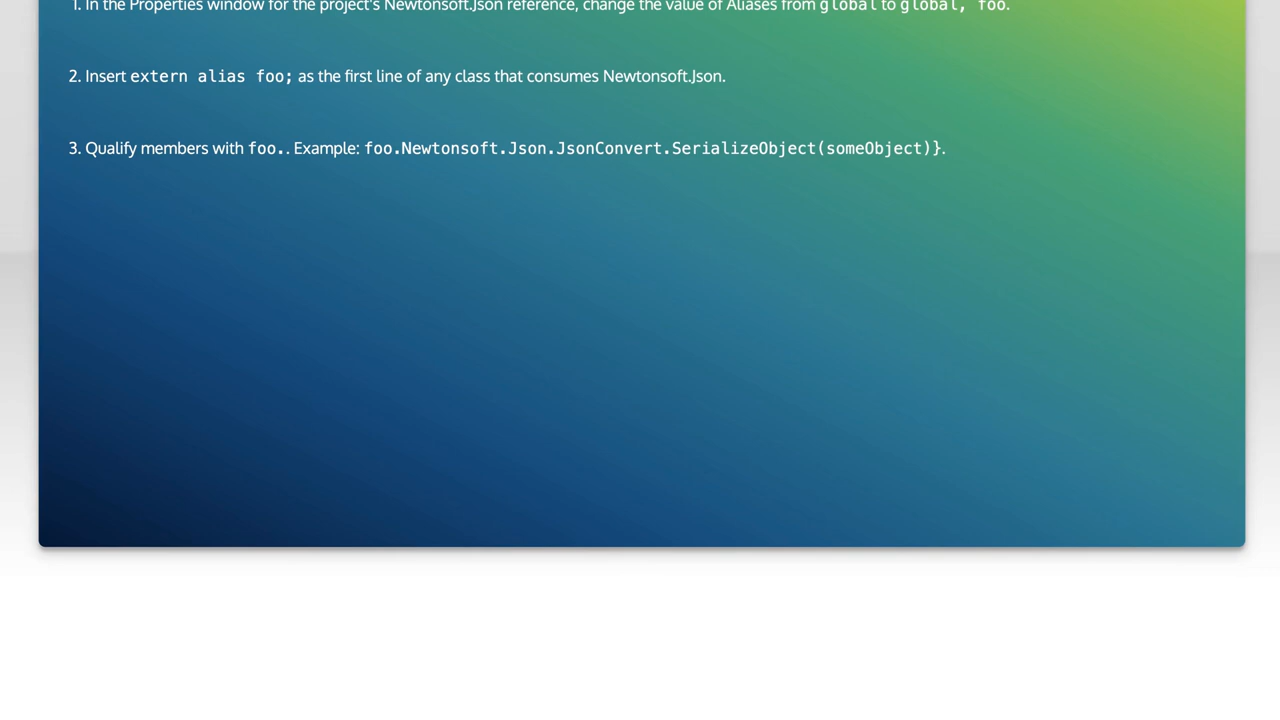 1. In the Properties window for the project's Newtonsoft.Json reference, change the value of Aliases from global to global, foo.
2. Insert extern alias foo; as the first line of any class that consumes Newtonsoft.Json.
3. Qualify members with foo.. Example: foo.Newtonsoft.Json.JsonConvert.SerializeObject(someObject)}.